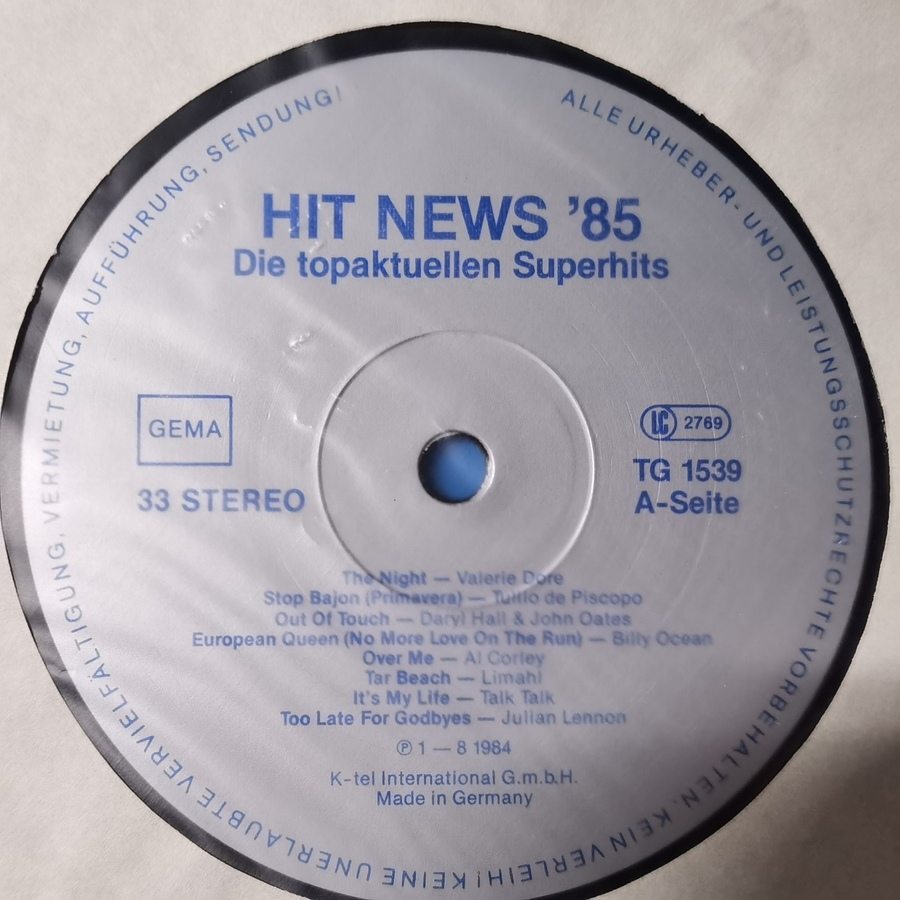 ALLE URHEBER- UND LEISTUNGSSCHUTZRECHTE VORBEHALTEN. KEIN VERLEIH! KEINE UNERLAUBTE VERVIELFÄLTIGUNG, VERMIETUNG, AUFFÜHRUNG, SENDUNG!
HIT NEWS '85
Die topaktuellen Superhits
GEMA
33 STEREO
LC 2769
TG 1539
A-Seite
The Night — Valerie Dore
Stop Bajon (Primavera) — Tullio de Piscopo
Out Of Touch — Daryl Hall & John Oates
European Queen (No More Love On The Run) — Billy Ocean
Over Me — Al Corley
Tar Beach — Limahl
It's My Life — Talk Talk
Too Late For Godbyes — Julian Lennon
℗ 1 — 8 1984
K-tel International G.m.b.H.
Made in Germany